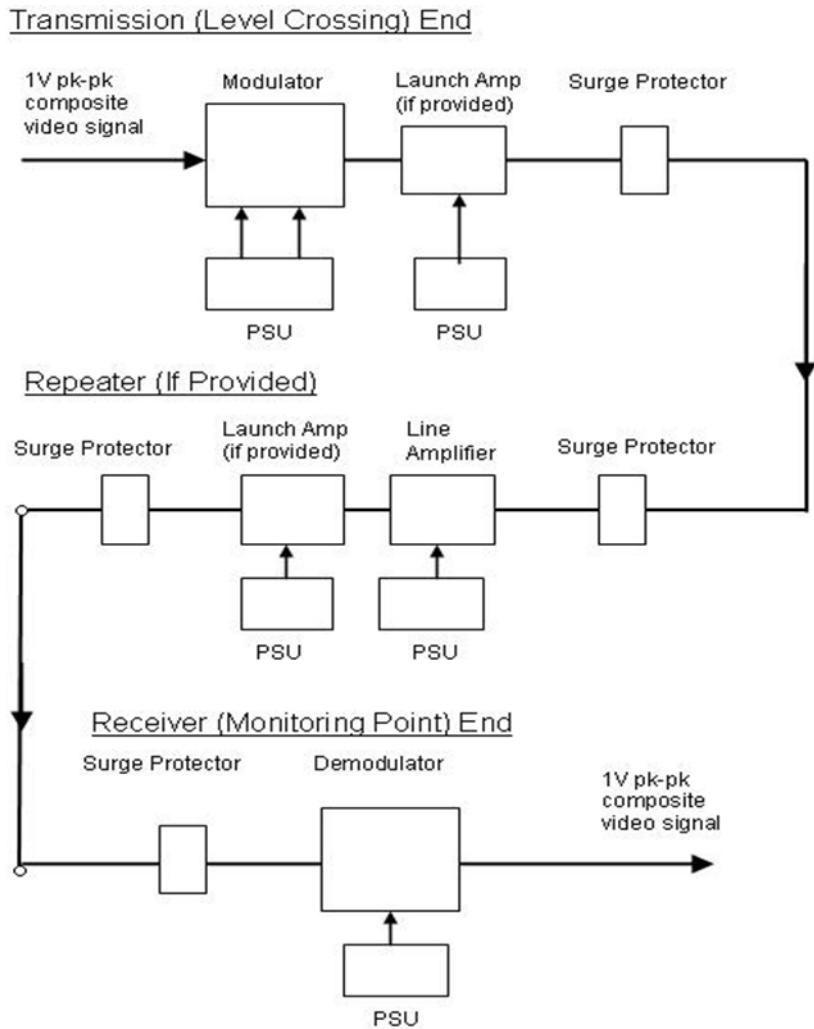 Transmission (Level Crossing) End
1V pk-pk
composite
video signal
Modulator
Launch Amp
(if provided)
Surge Protector
PSU
PSU
Repeater (If Provided)
Surge Protector
Launch Amp
(if provided)
Line
Amplifier
Surge Protector
PSU
PSU
Receiver (Monitoring Point) End
Surge Protector
Demodulator
1V pk-pk
composite
video signal
PSU